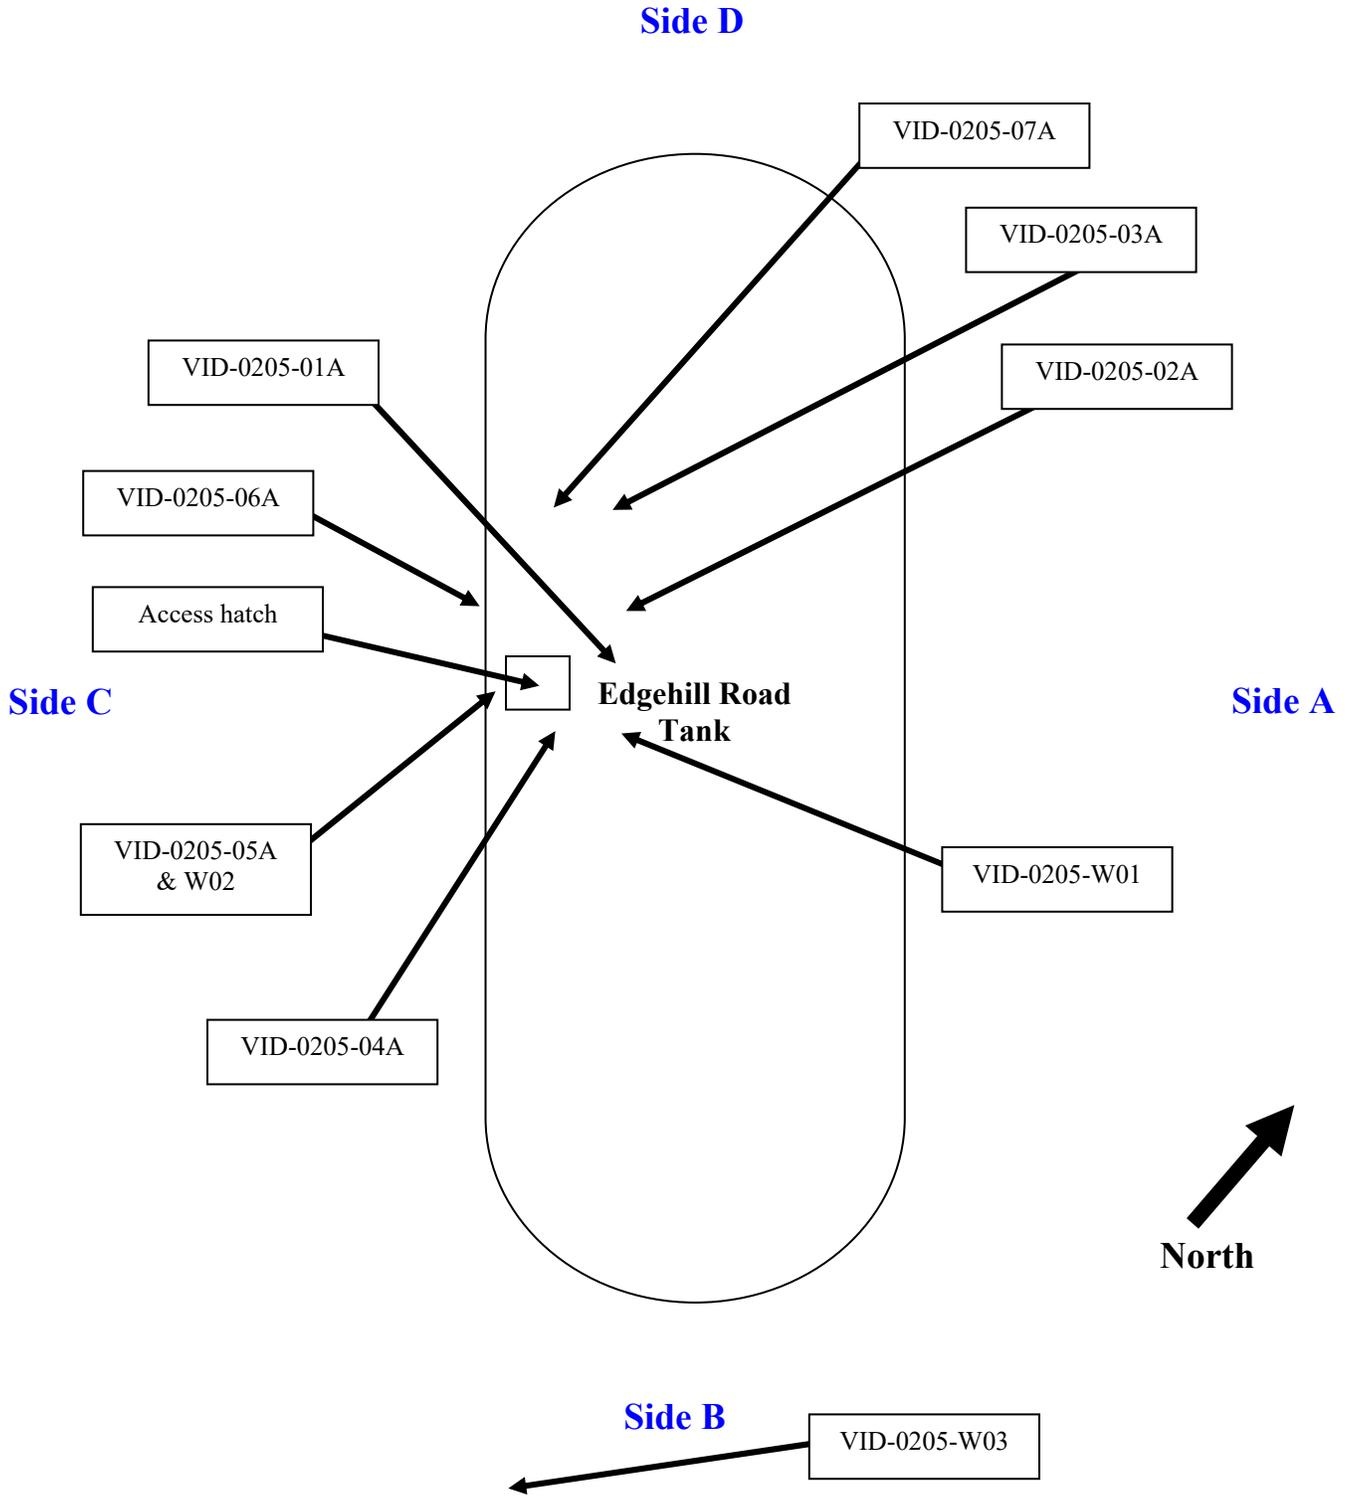 Side D
VID-0205-07A
VID-0205-03A
VID-0205-01A
VID-0205-02A
VID-0205-06A
Access hatch
Side C
Edgehill Road
Tank
Side A
VID-0205-05A
& W02
VID-0205-W01
VID-0205-04A
North
Side B
VID-0205-W03